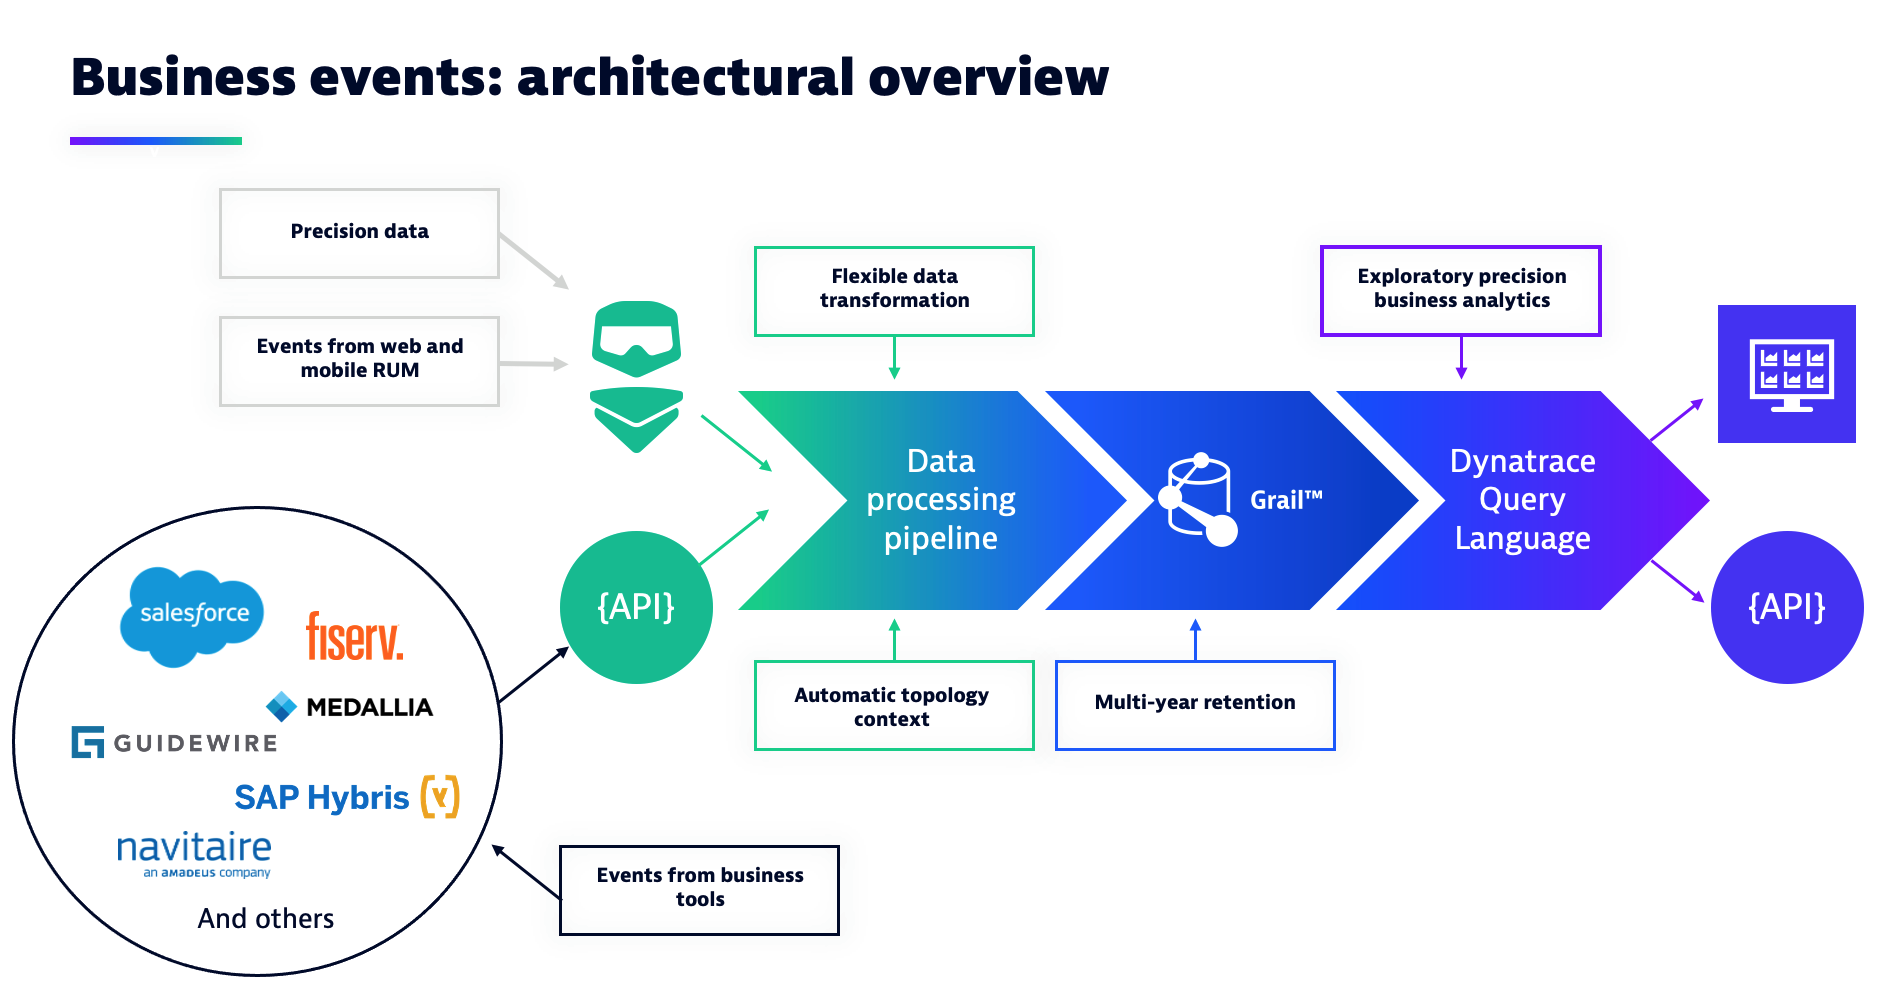 Business events: architectural overview
Precision data
Events from web and
mobile RUM
Flexible data
transformation
Exploratory precision
business analytics
Data
processing
pipeline
Grail™
Dynatrace
Query
Language
{API}
{API}
Automatic topology
context
Multi-year retention
salesforce
fiserv.
MEDALLIA
GUIDEWIRE
SAP Hybris (y)
navitaire
an amadeus company
And others
Events from business
tools